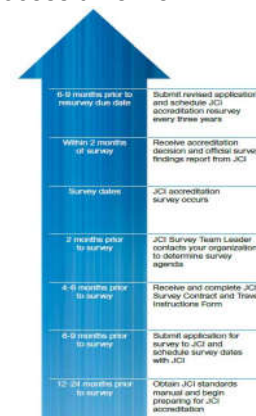 6-9 months prior to
resurvey due date
Submit revised application
and schedule JCI
accreditation resurvey
every three years
Within 2 months
of survey
Receive accreditation
decision and official survey
findings report from JCI
Survey dates
JCI accreditation
survey occurs
2 months prior
to survey
JCI Survey Team Leader
contacts your organization
to determine survey
agenda
4-6 months prior
to survey
Receive and complete JCI
Survey Contract and Trave
Instructions Form
6-9 months prior
to survey
Submit application for
survey to JCI and
schedule survey dates
with JCI
12-24 months prior
to survey
Obtain JCI standards
manual and begin
preparing for JCI
accreditation